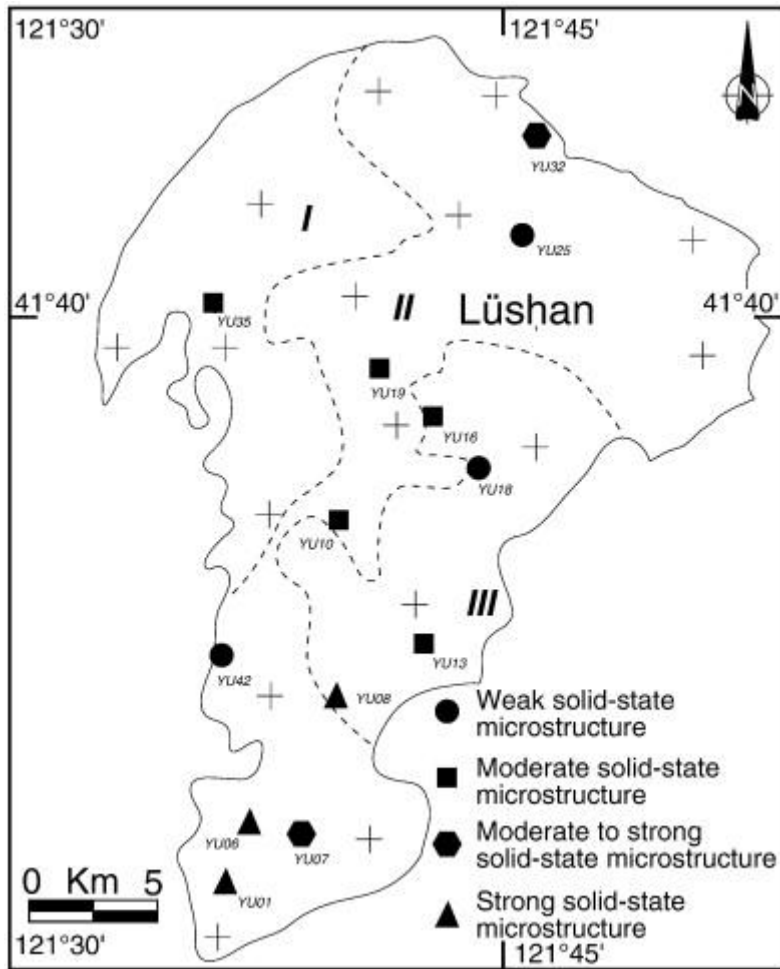 121°30' 121°45'
N
YU32
I
YU25
41°40' II Lüshan 41°40'
YU35
YU19
YU16
YU18
YU10
III
YU13
YU42
YU08
Weak solid-state
microstructure
Moderate solid-state
microstructure
YU06 YU07
Moderate to strong
solid-state microstructure
0 Km 5
YU01
Strong solid-state
microstructure
121°30' 121°45'